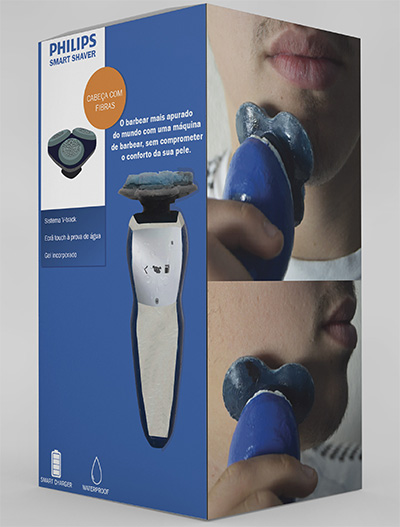 PHILIPS
SMART SHAVER
CABEÇA COM
FIBRAS
O barbear mais apurado
do mundo com uma máquina
de barbear, sem comprometer
o conforto da sua pele.
Sistema V-track
Ecrã touch à prova de água
Gel incorporado
SMART CHARGER
WATERPROOF